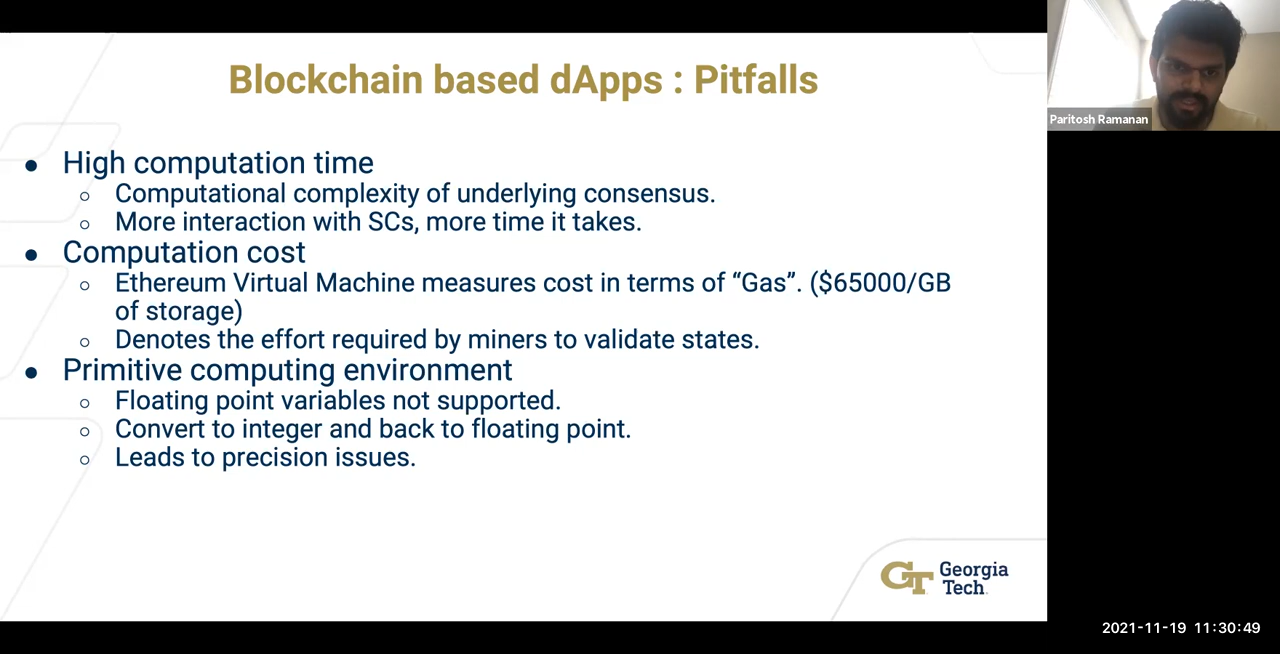 Blockchain based dApps : Pitfalls
Paritosh Ramanan
● High computation time
○ Computational complexity of underlying consensus.
○ More interaction with SCs, more time it takes.
● Computation cost
○ Ethereum Virtual Machine measures cost in terms of “Gas”. ($65000/GB
of storage)
○ Denotes the effort required by miners to validate states.
● Primitive computing environment
○ Floating point variables not supported.
○ Convert to integer and back to floating point.
○ Leads to precision issues.
GT Georgia
Tech
2021-11-19 11:30:49